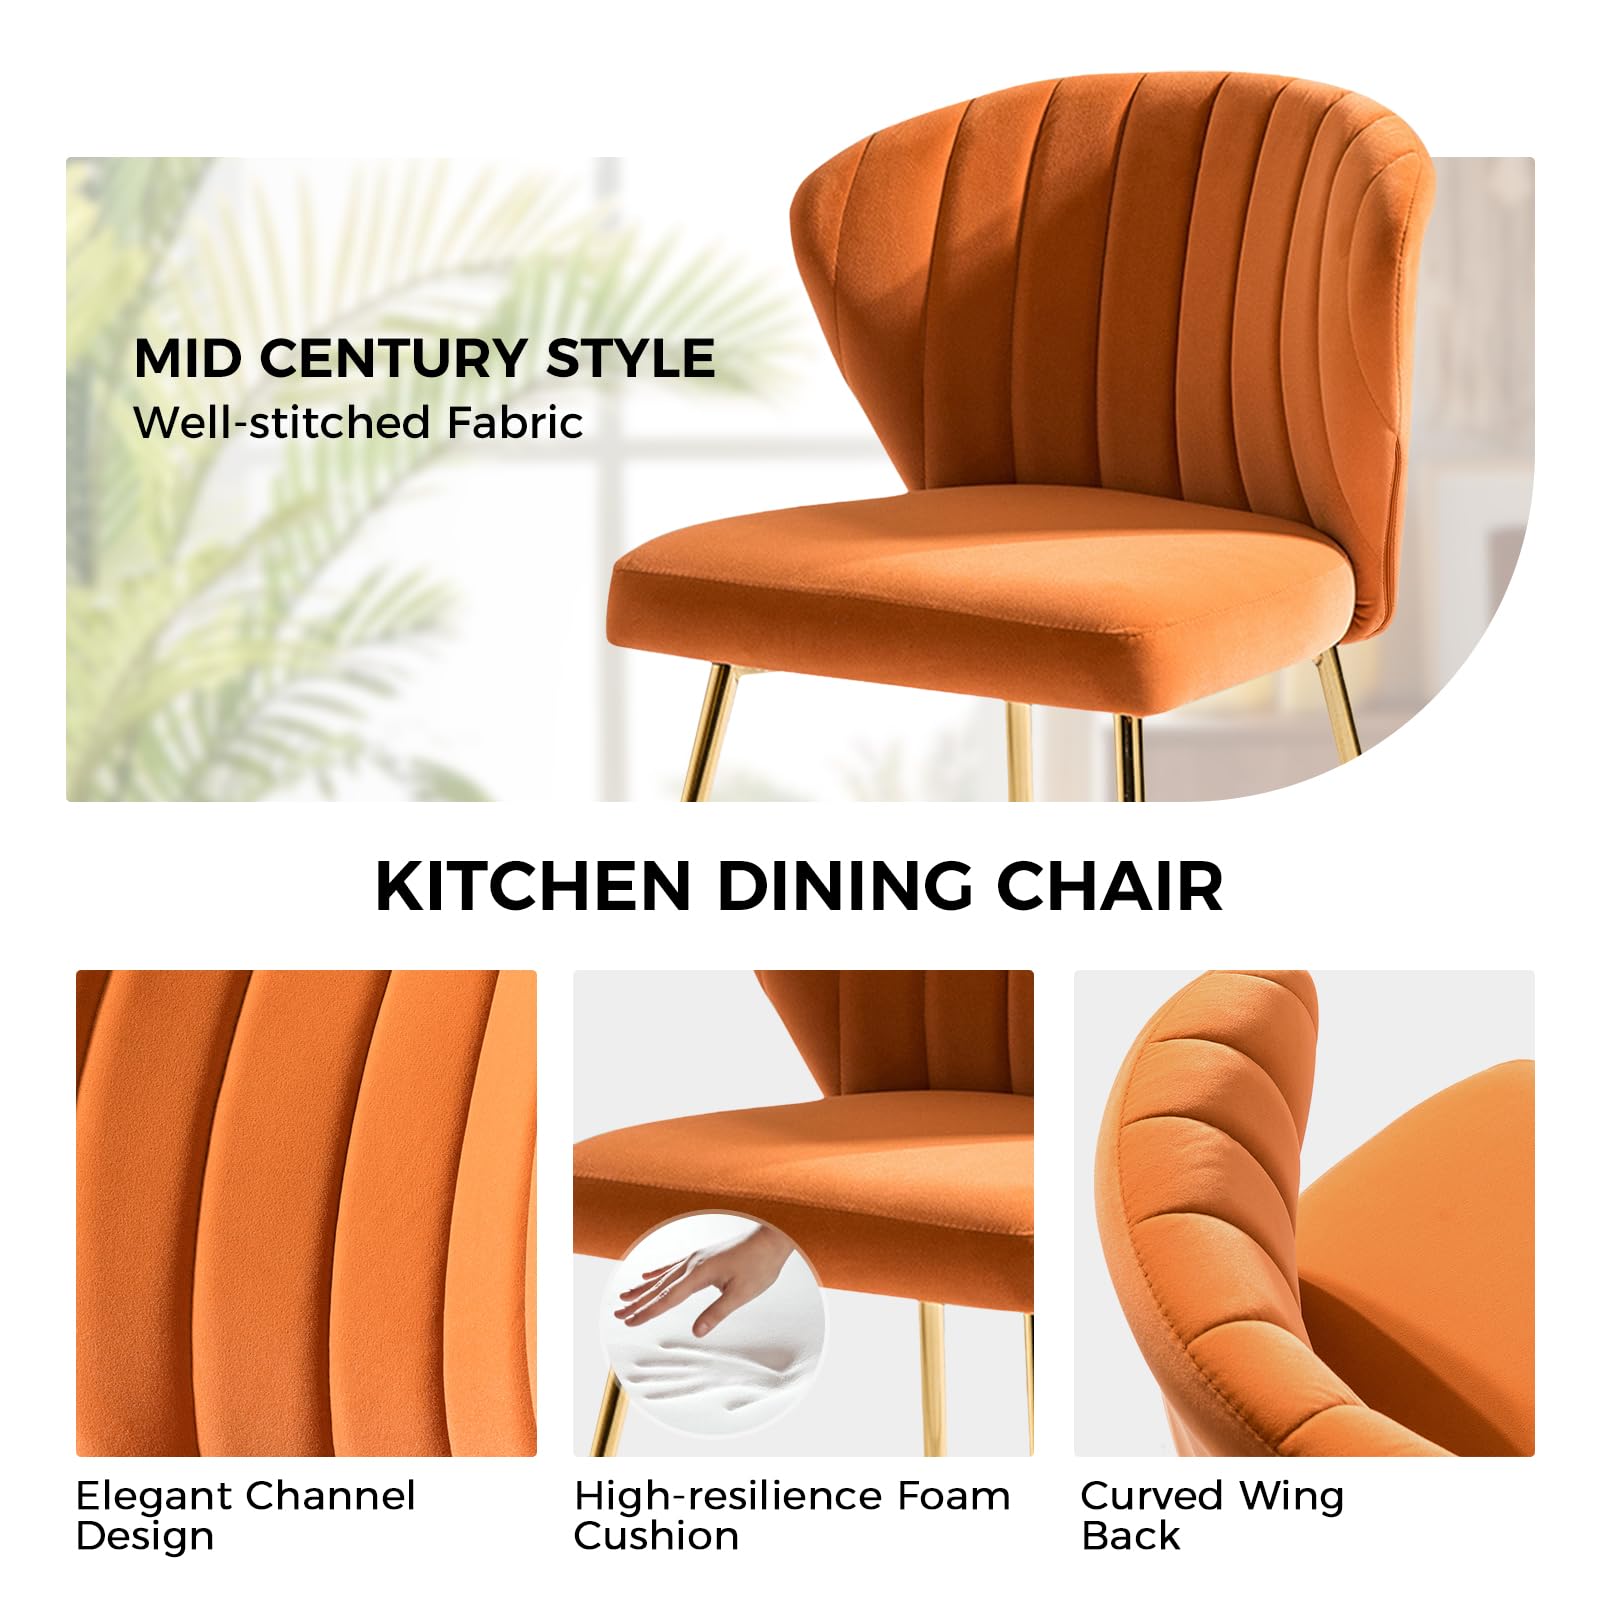 MID CENTURY STYLE
Well-stitched Fabric
KITCHEN DINING CHAIR
Elegant Channel
Design
High-resilience Foam
Cushion
Curved Wing
Back